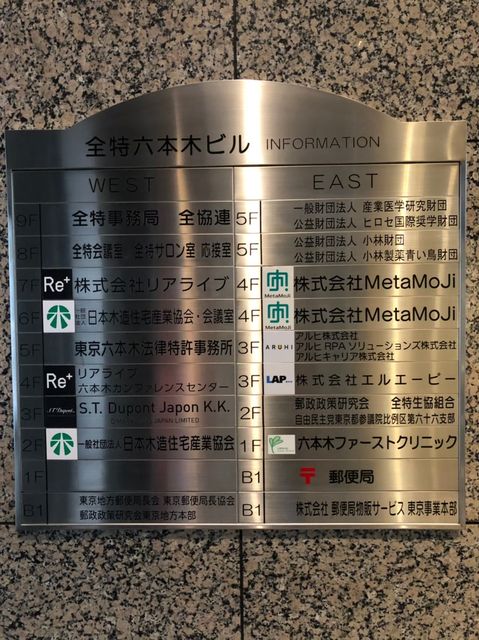 全特六本木ビル INFORMATION
WEST
9F 全特事務局 全協連
8F 全特会議室 全特サロン室 応接室
7F Re+ 株式会社リアライブ
6F 一般社団法人 日本木造住宅産業協会・会議室
5F 東京六本木法律特許事務所
4F Re+ リアライブ
六本木カンファレンスセンター
3F S.T. Dupont S.T. Dupont Japon K.K.
2F 一般社団法人 日本木造住宅産業協会
1F
B1 東京地方郵便局長会 東京郵便局長協会
郵政政策研究会東京地方本部
EAST
5F 一般財団法人 産業医学研究財団
公益財団法人 ヒロセ国際奨学財団
5F 公益財団法人 小林財団
公益財団法人 小林製薬青い鳥財団
4F MetaMoJi 株式会社MetaMoJi
4F MetaMoJi 株式会社MetaMoJi
3F ARUHI アルヒ株式会社
アルヒ RPA ソリューションズ株式会社
アルヒキャリア株式会社
3F LAP 株式会社エルエーピー
2F 郵政政策研究会 全特生協組合
自由民主党東京都参議院比例区第六十六支部
1F 六本木ファーストクリニック
B1 〒 郵便局
B1 株式会社 郵便局物販サービス 東京事業本部